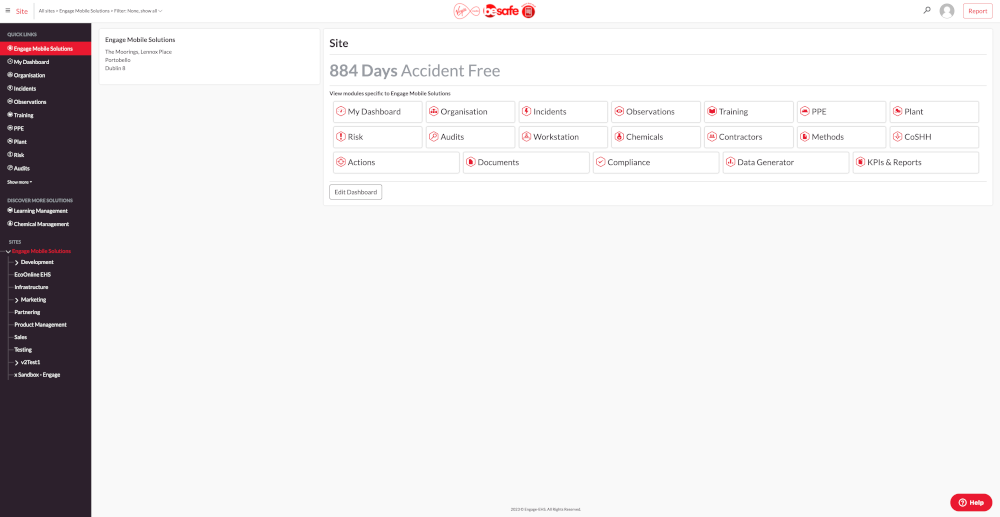 Site
All sites > Engage Mobile Solutions > Filter: None, show all
Virgin
besafe
Report
QUICK LINKS
Engage Mobile Solutions
My Dashboard
Organisation
Incidents
Observations
Training
PPE
Plant
Risk
Audits
Show more
DISCOVER MORE SOLUTIONS
Learning Management
Chemical Management
SITES
Engage Mobile Solutions
Development
EcoOnline EHS
Infrastructure
Marketing
Partnering
Product Management
Sales
Testing
v2Test1
x Sandbox - Engage
Engage Mobile Solutions
The Moorings, Lennox Place
Portobello
Dublin 8
Site
884 Days Accident Free
View modules specific to Engage Mobile Solutions
My Dashboard Organisation Incidents Observations Training PPE Plant
Risk Audits Workstation Chemicals Contractors Methods CoSHH
Actions Documents Compliance Data Generator KPIs & Reports
Edit Dashboard
2023 © Engage EHS, All Rights Reserved.
Help